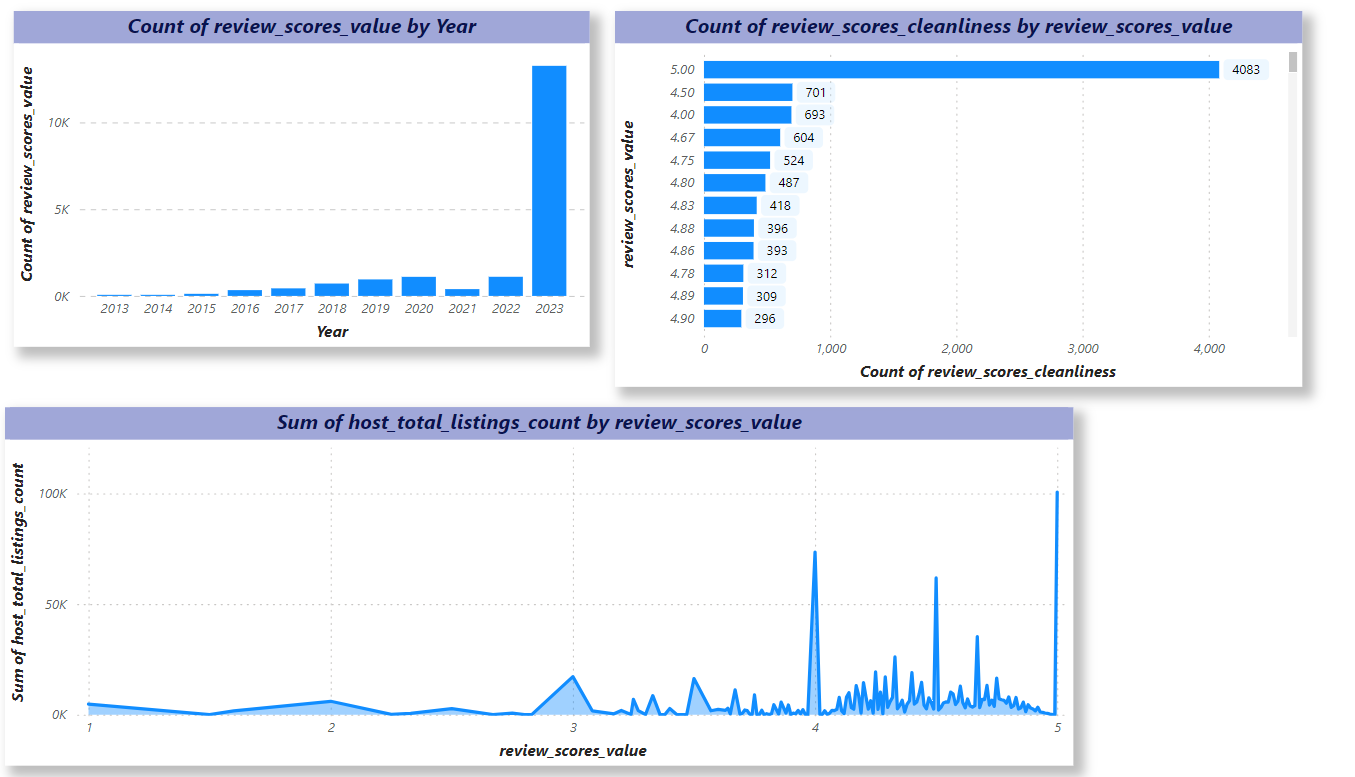 Count of review_scores_value by Year
Count of review_scores_value
10K
5K
0K
2013 2014 2015 2016 2017 2018 2019 2020 2021 2022 2023
Year
Count of review_scores_cleanliness by review_scores_value
review_scores_value
5.00 4083
4.50 701
4.00 693
4.67 604
4.75 524
4.80 487
4.83 418
4.88 396
4.86 393
4.78 312
4.89 309
4.90 296
0 1,000 2,000 3,000 4,000
Count of review_scores_cleanliness
Sum of host_total_listings_count by review_scores_value
Sum of host_total_listings_count
100K
50K
0K
1 2 3 4 5
review_scores_value